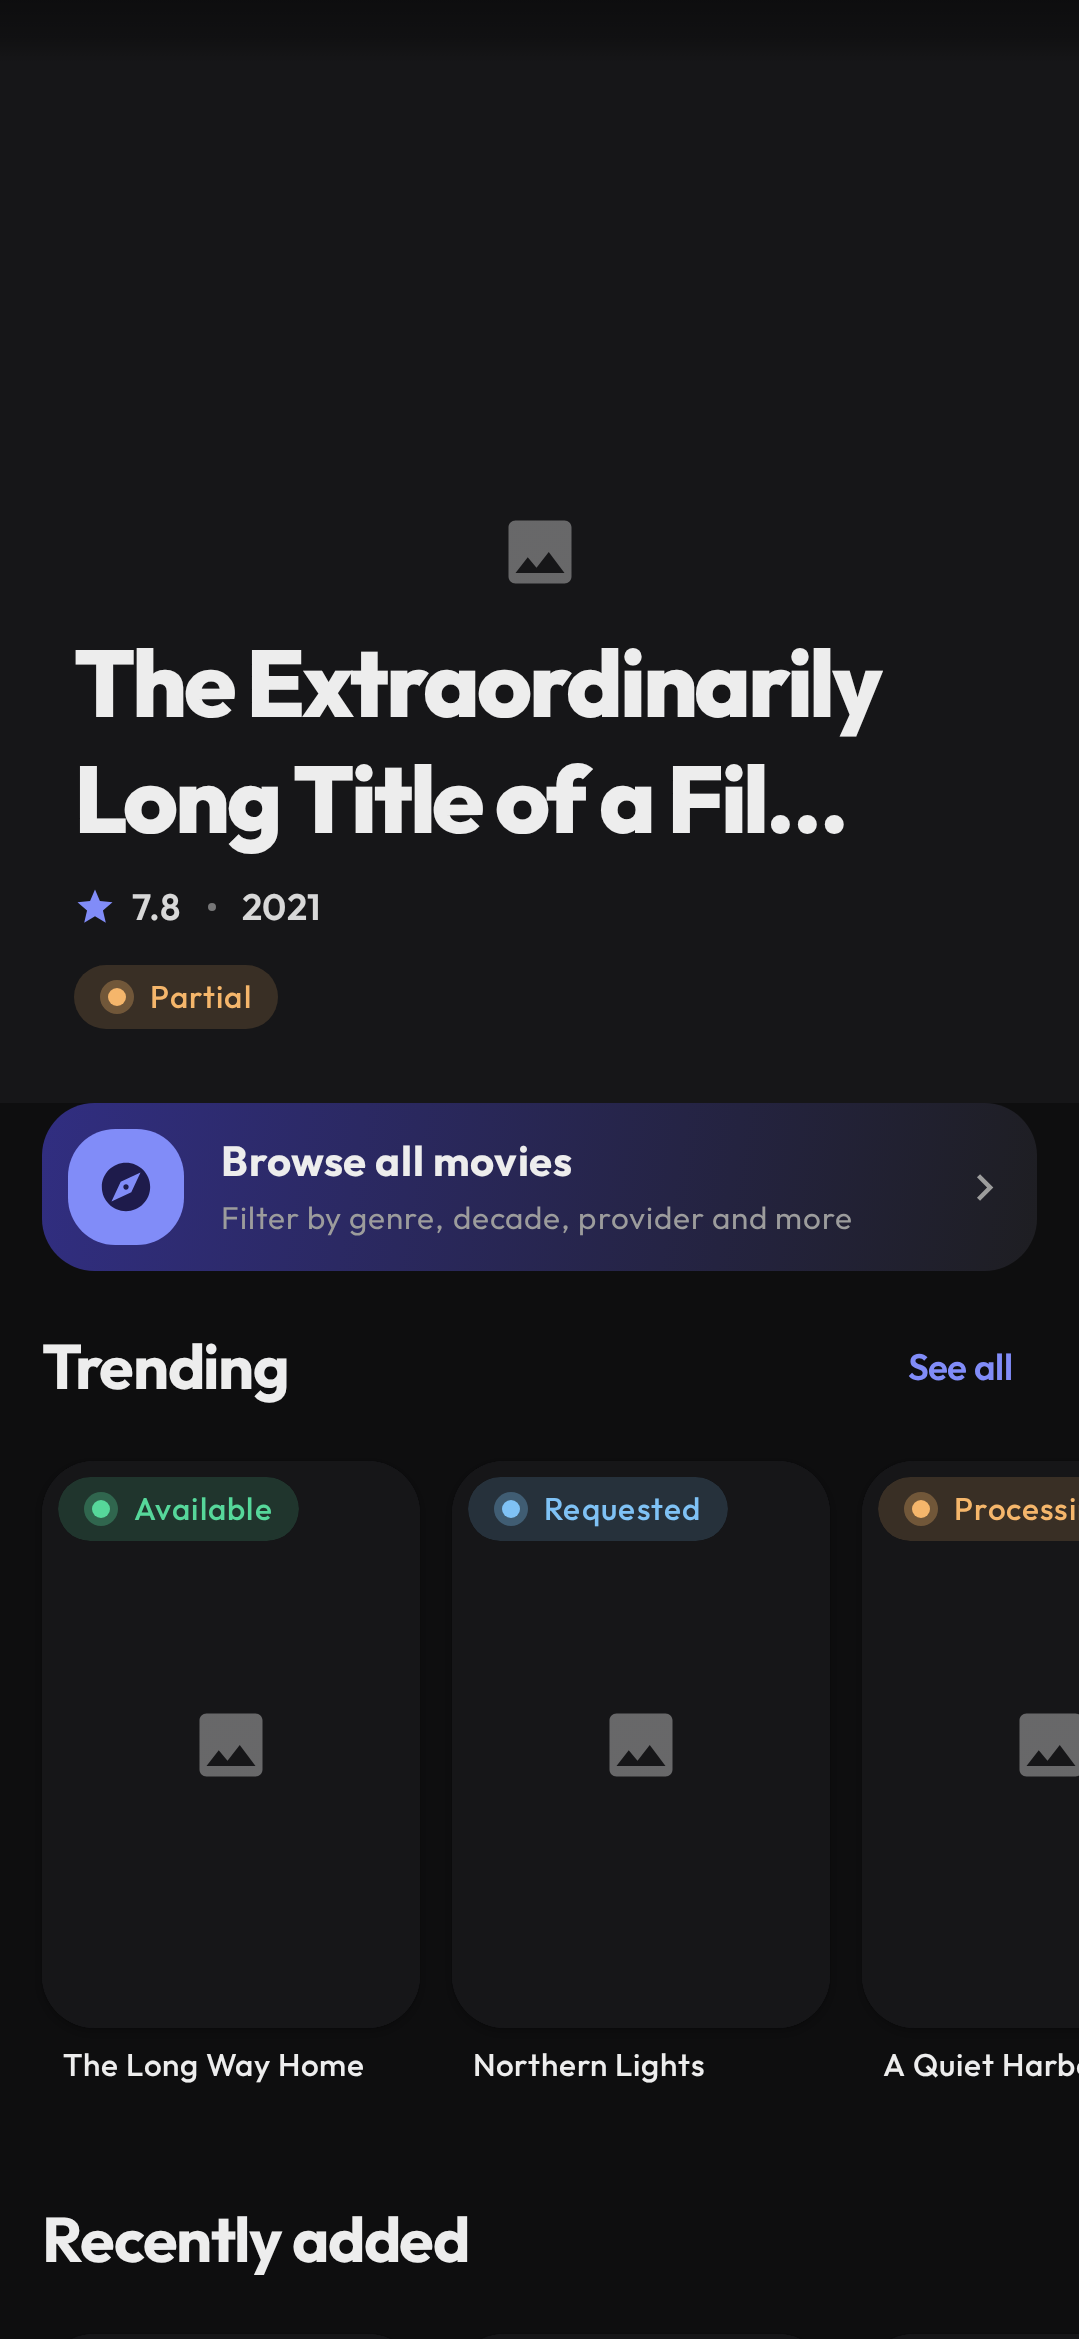 The Extraordinarily
Long Title of a Fil...
7.8 • 2021
Partial
Browse all movies
Filter by genre, decade, provider and more
Trending
See all
Available
Requested
Processi
The Long Way Home
Northern Lights
A Quiet Harb
Recently added